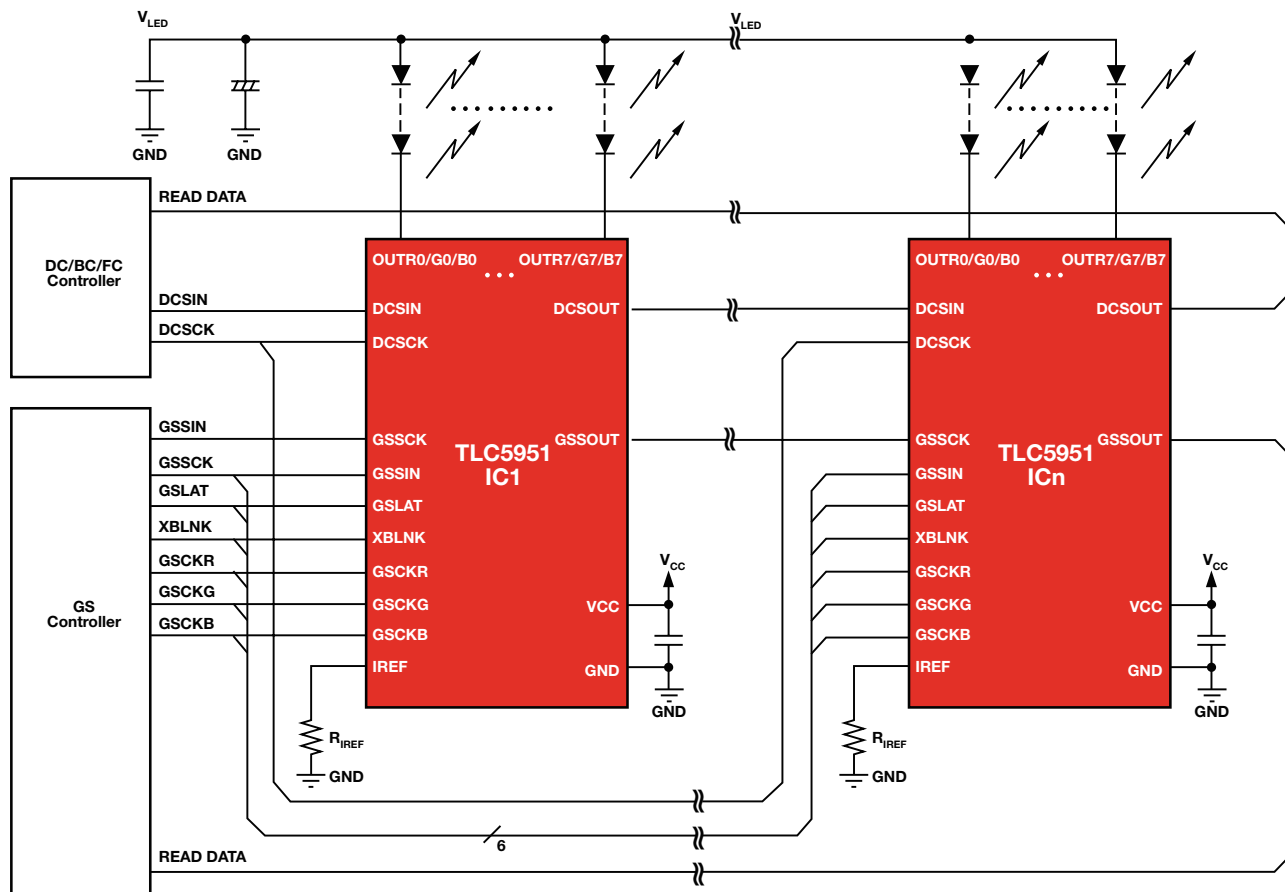 VLED
VLED
GND
GND
READ DATA
DC/BC/FC
Controller
DCSIN
DCSCK
OUTR0/G0/B0
OUTR7/G7/B7
DCSIN
DCSOUT
DCSCK
GSSCK
GSSOUT
TLC5951
IC1
GSSIN
GSLAT
XBLNK
GSCKR
GSCKG
VCC
GSCKB
IREF
GND
OUTR0/G0/B0
OUTR7/G7/B7
DCSIN
DCSOUT
DCSCK
GSSCK
GSSOUT
TLC5951
ICn
GSSIN
GSLAT
XBLNK
GSCKR
GSCKG
VCC
GSCKB
IREF
GND
GSSIN
GSSCK
GSLAT
XBLNK
GSCKR
GSCKG
GSCKB
GS
Controller
VCC
GND
VCC
GND
RIREF
GND
RIREF
GND
6
READ DATA